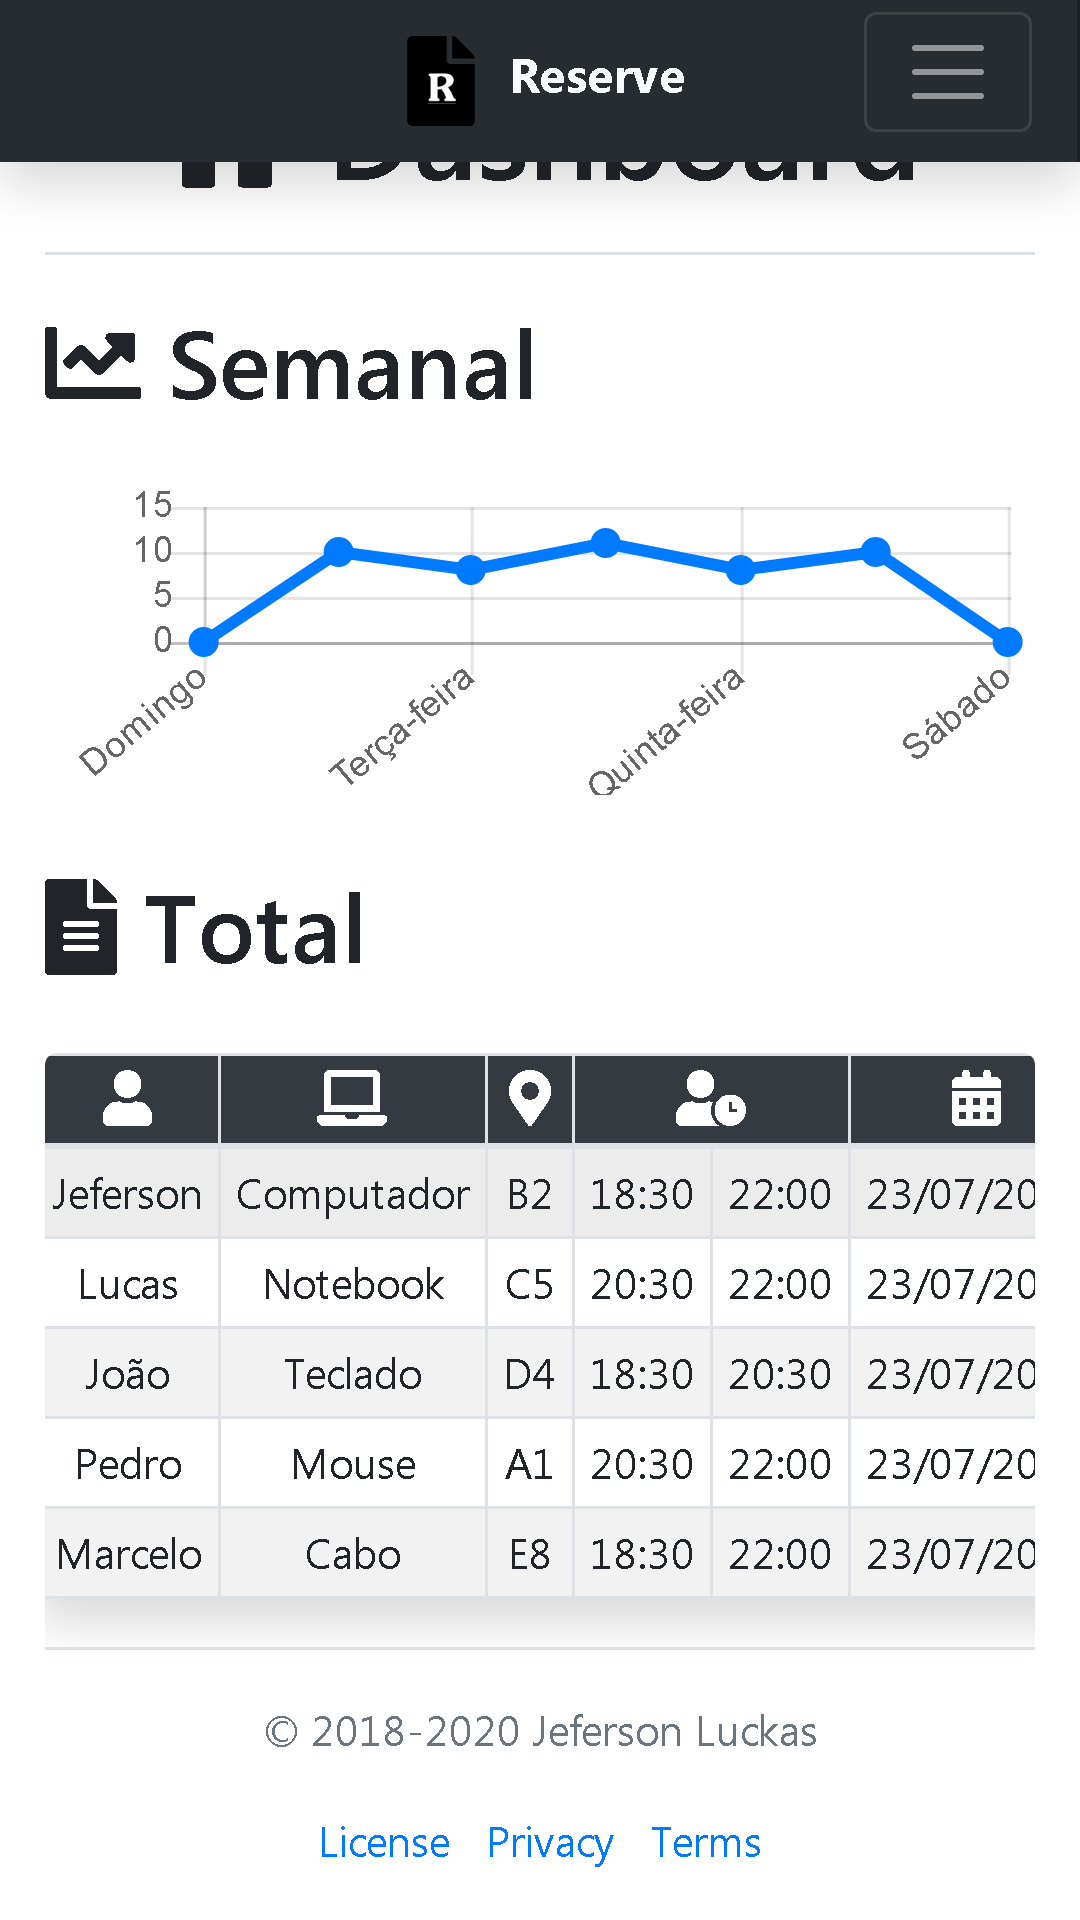 R Reserve
Dashboard
Semanal
15
10
5
0
Domingo Terça-feira Quinta-feira Sábado
Total
Jeferson Computador B2 18:30 22:00 23/07/20
Lucas Notebook C5 20:30 22:00 23/07/20
João Teclado D4 18:30 20:30 23/07/20
Pedro Mouse A1 20:30 22:00 23/07/20
Marcelo Cabo E8 18:30 22:00 23/07/20
© 2018-2020 Jeferson Luckas
License Privacy Terms